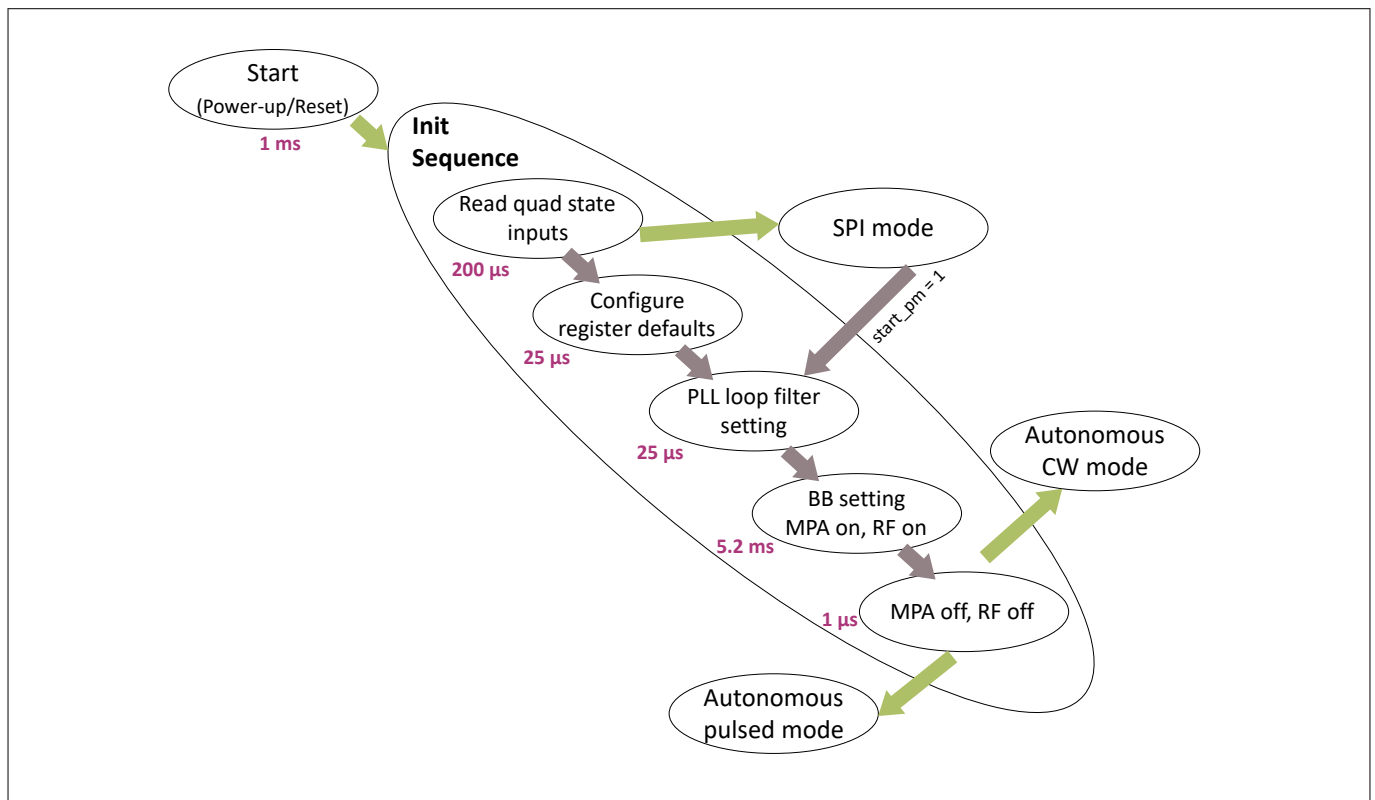 Start
(Power-up/Reset)
1 ms
Init
Sequence
Read quad state
inputs
200 µs
SPI mode
start_pm = 1
Configure
register defaults
25 µs
PLL loop filter
setting
25 µs
Autonomous
CW mode
BB setting
MPA on, RF on
5.2 ms
MPA off, RF off
1 µs
Autonomous
pulsed mode